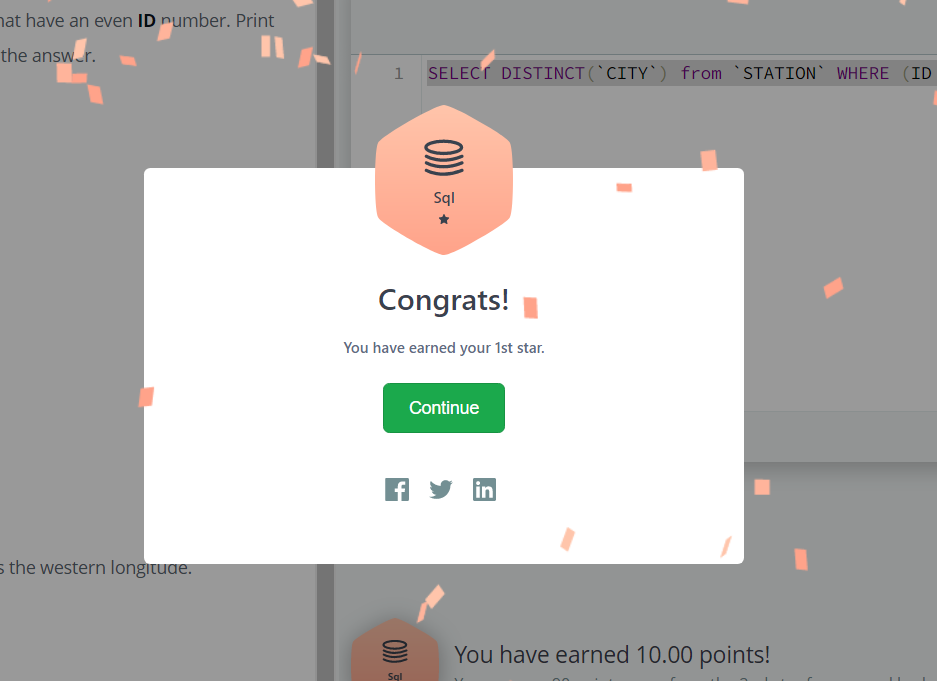 hat have an even ID number. Print
the answer.
1 SELECT DISTINCT(`CITY`) from `STATION` WHERE (ID
Sql
Congrats!
You have earned your 1st star.
Continue
s the western longitude.
Sql
You have earned 10.00 points!